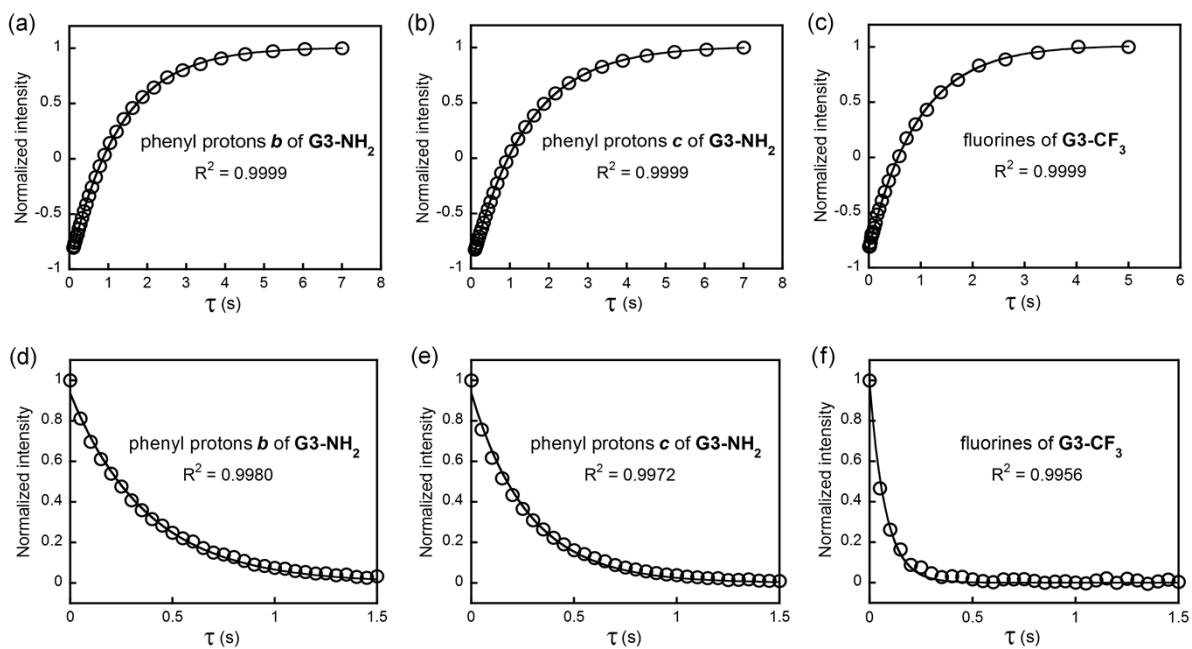 (a)
Normalized intensity
1
0.5
0
-0.5
-1
phenyl protons b of G3-NH₂
R² = 0.9999
0 1 2 3 4 5 6 7 8
τ (s)
(b)
Normalized intensity
1
0.5
0
-0.5
-1
phenyl protons c of G3-NH₂
R² = 0.9999
0 1 2 3 4 5 6 7 8
τ (s)
(c)
Normalized intensity
1
0.5
0
-0.5
-1
fluorines of G3-CF₃
R² = 0.9999
0 1 2 3 4 5 6
τ (s)
(d)
Normalized intensity
1
0.8
0.6
0.4
0.2
0
phenyl protons b of G3-NH₂
R² = 0.9980
0 0.5 1 1.5
τ (s)
(e)
Normalized intensity
1
0.8
0.6
0.4
0.2
0
phenyl protons c of G3-NH₂
R² = 0.9972
0 0.5 1 1.5
τ (s)
(f)
Normalized intensity
1
0.8
0.6
0.4
0.2
0
fluorines of G3-CF₃
R² = 0.9956
0 0.5 1 1.5
τ (s)